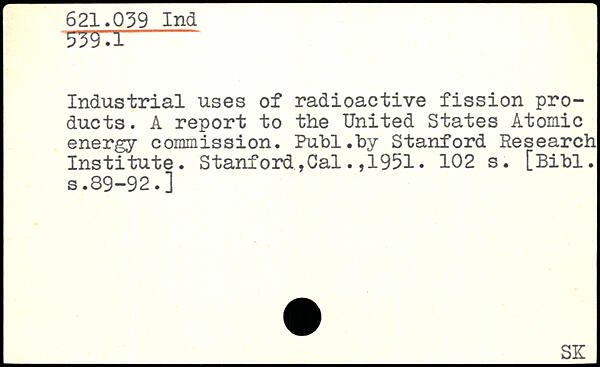 621.039 Ind
539.1
Industrial uses of radioactive fission pro-
ducts. A report to the United States Atomic
energy commission. Publ.by Stanford Research
Institute. Stanford,Cal.,1951. 102 s. [Bibl.
s.89-92.]
SK